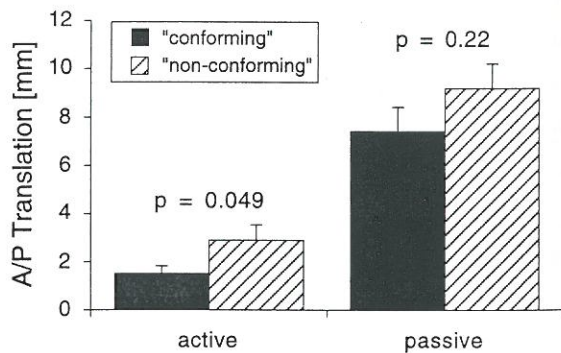 A/P Translation [mm]
12
10
8
6
4
2
0
"conforming"
"non-conforming"
p = 0.049
p = 0.22
active
passive